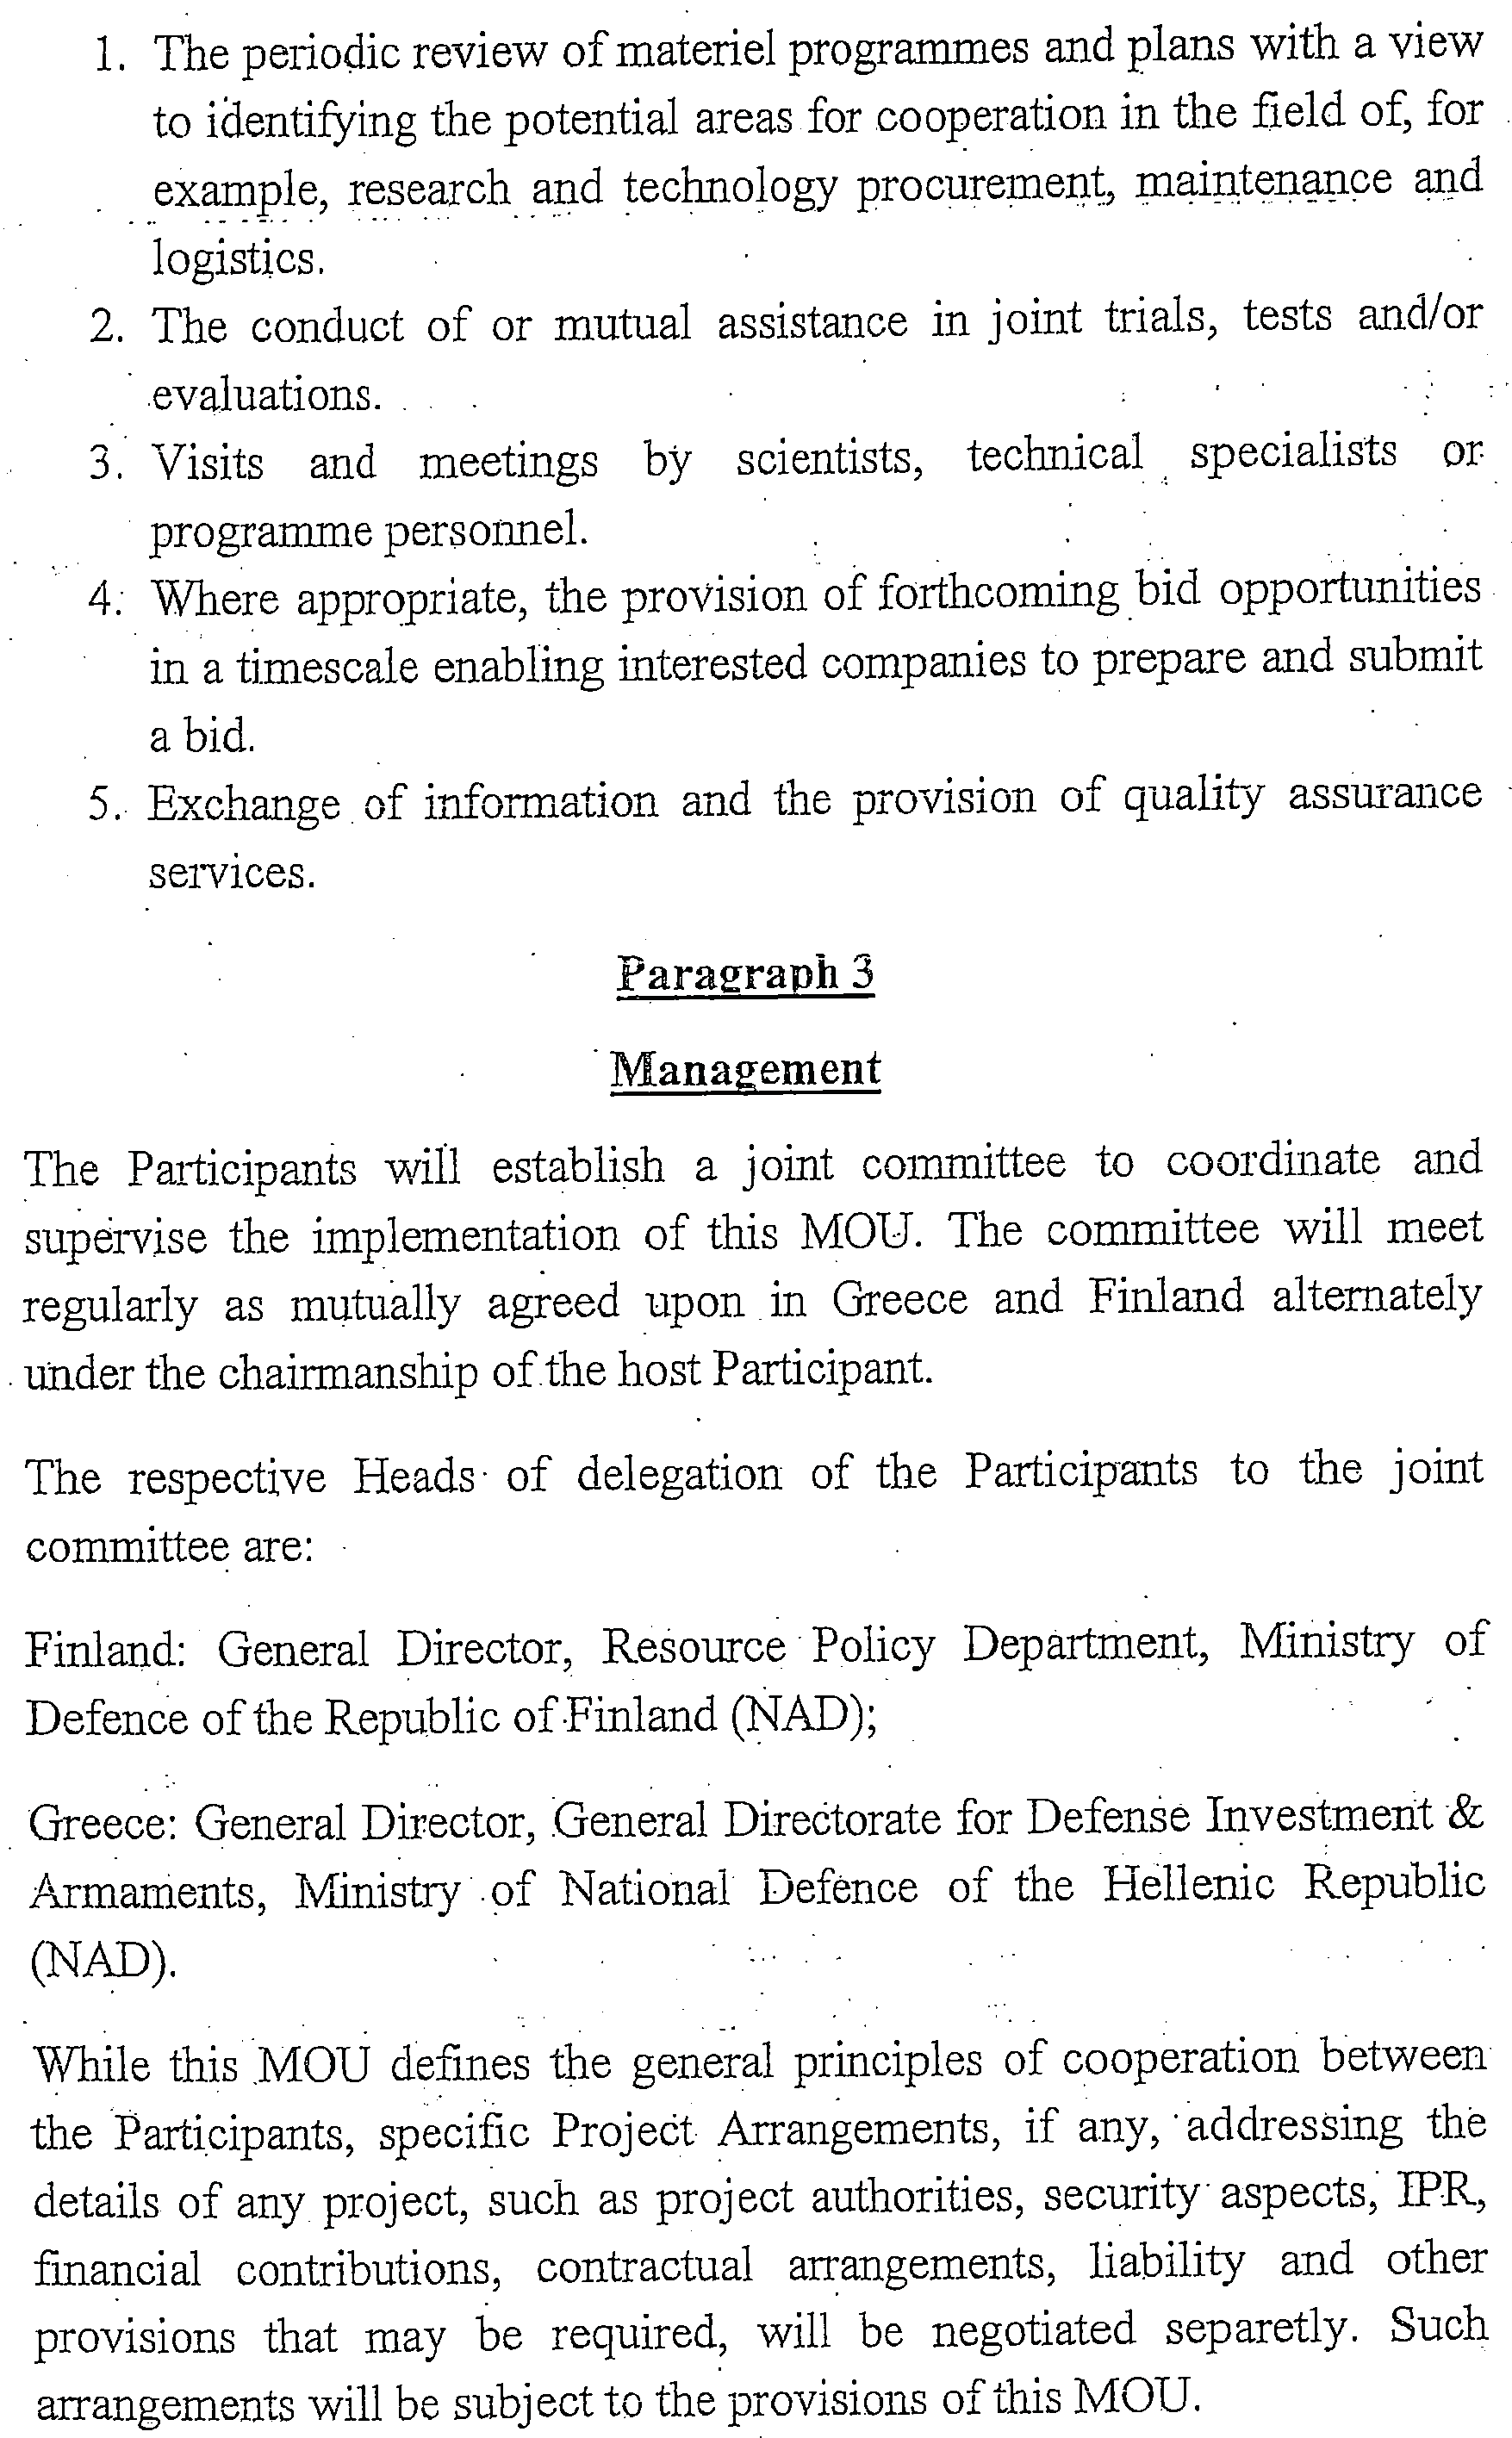 1. The periodic review of materiel programmes and plans with a view
to identifying the potential areas for cooperation in the field of, for
example, research and technology procurement, maintenance and
logistics.
2. The conduct of or mutual assistance in joint trials, tests and/or
evaluations.
3. Visits and meetings by scientists, technical specialists or
programme personnel.
4. Where appropriate, the provision of forthcoming bid opportunities
in a timescale enabling interested companies to prepare and submit
a bid.
5. Exchange of information and the provision of quality assurance
services.
Paragraph 3
Management
The Participants will establish a joint committee to coordinate and
supervise the implementation of this MOU. The committee will meet
regularly as mutually agreed upon in Greece and Finland alternately
under the chairmanship of the host Participant.
The respective Heads of delegation of the Participants to the joint
committee are:
Finland: General Director, Resource Policy Department, Ministry of
Defence of the Republic of Finland (NAD);
Greece: General Director, General Directorate for Defense Investment &
Armaments, Ministry of National Defence of the Hellenic Republic
(NAD).
While this MOU defines the general principles of cooperation between
the Participants, specific Project Arrangements, if any, addressing the
details of any project, such as project authorities, security aspects, IPR,
financial contributions, contractual arrangements, liability and other
provisions that may be required, will be negotiated separetly. Such
arrangements will be subject to the provisions of this MOU.